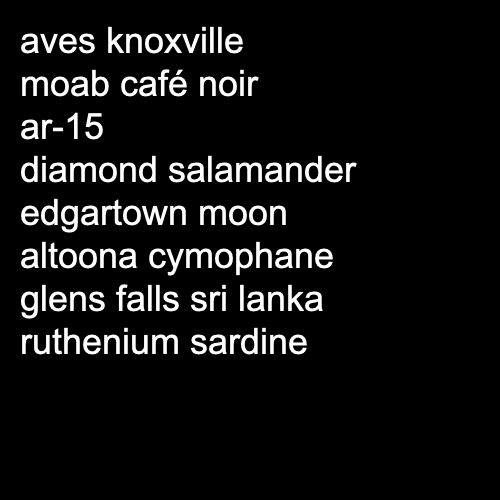 aves knoxville
moab café noir
ar-15
diamond salamander
edgartown moon
altoona cymophane
glens falls sri lanka
ruthenium sardine